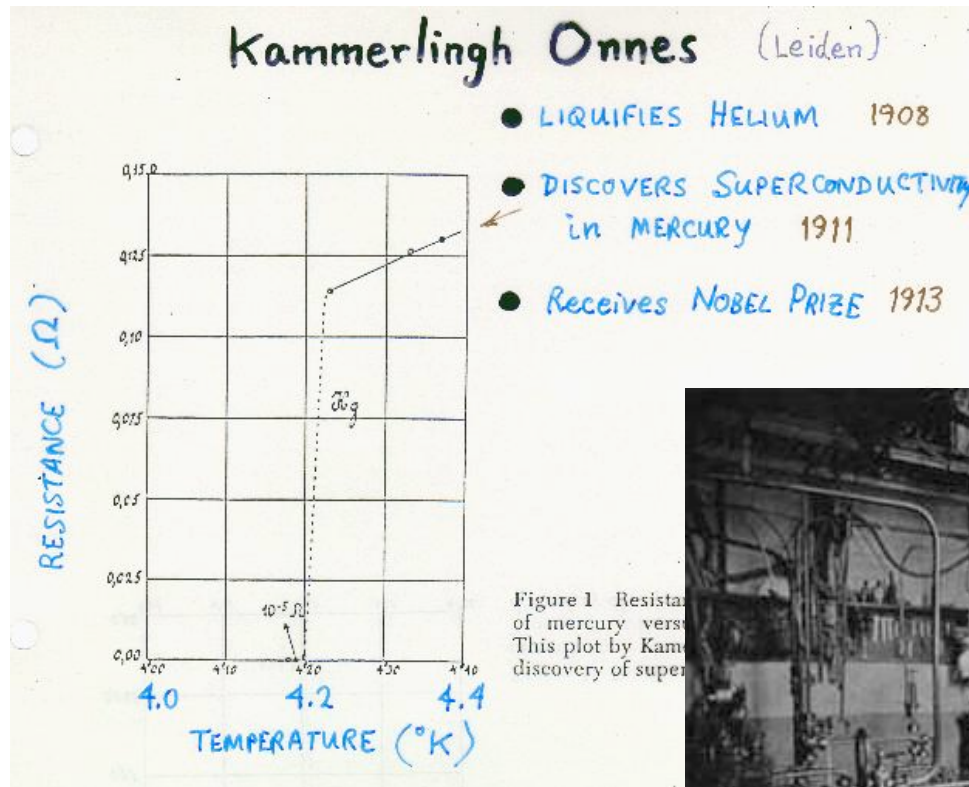 Kammerlingh Onnes (Leiden)
● LIQUIFIES HELIUM 1908
● DISCOVERS SUPERCONDUCTIVITY
in MERCURY 1911
● Receives NOBEL PRIZE 1913
RESISTANCE (Ω)
0,15 Ω
0,125
0,10
0,075
0,05
0,025
0,00
Hg
10⁻⁵ Ω
4°00 4°10 4°20 4°30 4°40
4.0 4.2 4.4
TEMPERATURE (°K)
Figure 1 Resista
of mercury vers
This plot by Kame
discovery of super